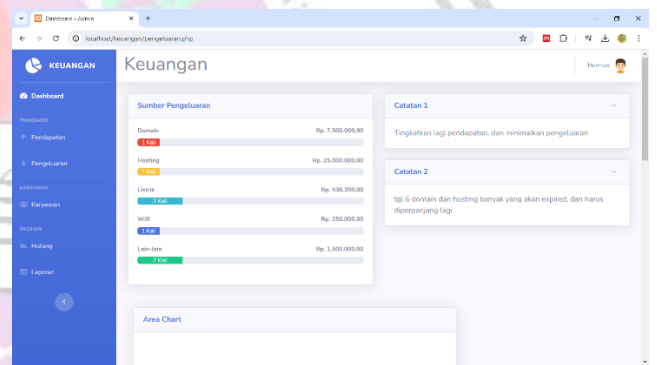 Dashboard - Admin
localhost/keuangan/pengeluaran.php
KEUANGAN
Keuangan
Herman
Dashboard
TRANSAKSI
Pendapatan
Pengeluaran
KARYAWAN
Karyawan
TAGIHAN
Hutang
Laporan
Sumber Pengeluaran
Domain Rp. 7.500.000,00
1 Kali
Hosting Rp. 25.000.000,00
1 Kali
Listrik Rp. 436.200,00
2 Kali
Wifi Rp. 250.000,00
1 Kali
Lain-lain Rp. 1.500.000,00
2 Kali
Catatan 1
Tingkatkan lagi pendapatan, dan minimalkan pengeluaran
Catatan 2
tgl 6 domain dan hosting banyak yang akan expired, dan harus
diperpanjang lagi
Area Chart